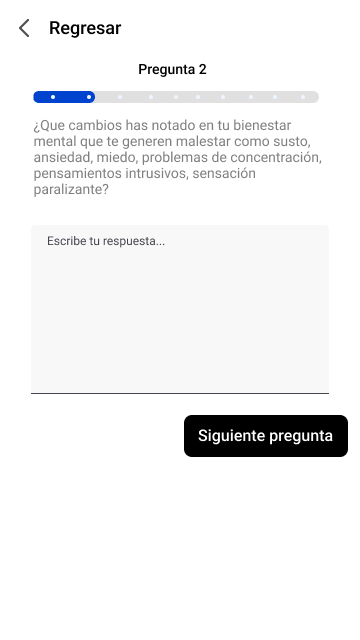 Regresar
Pregunta 2
¿Que cambios has notado en tu bienestar
mental que te generen malestar como susto,
ansiedad, miedo, problemas de concentración,
pensamientos intrusivos, sensación
paralizante?
Escribe tu respuesta...
Siguiente pregunta